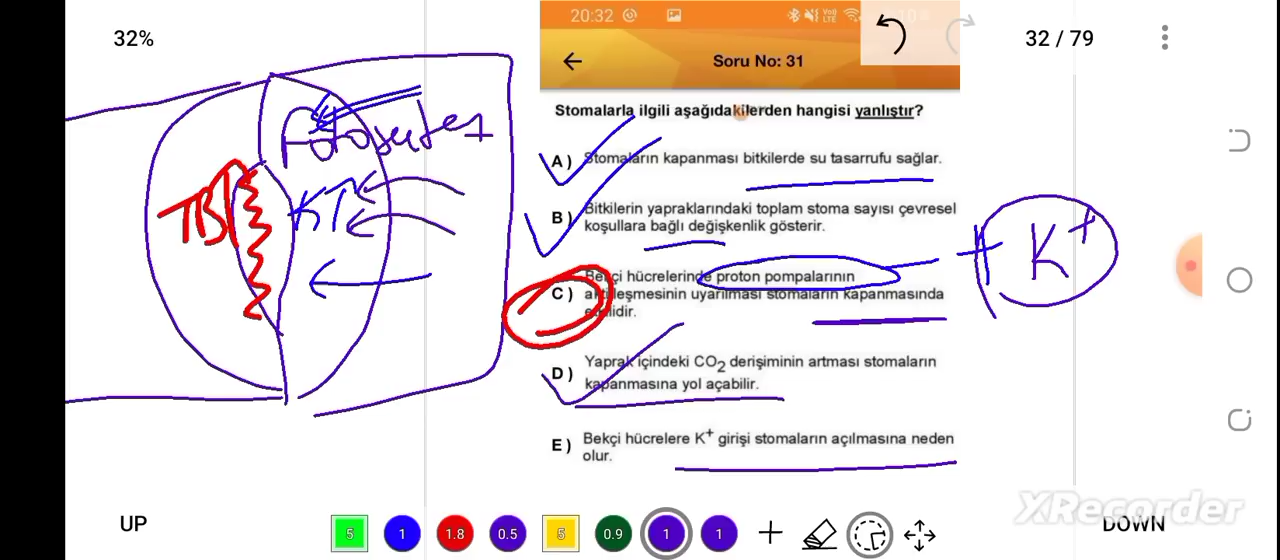 32%
20:32
32 / 79
Soru No: 31
Stomalarla ilgili aşağıdakilerden hangisi yanlıştır?
A) Stomaların kapanması bitkilerde su tasarrufu sağlar.
B) Bitkilerin yapraklarındaki toplam stoma sayısı çevresel
koşullara bağlı değişkenlik gösterir.
Bekçi hücrelerinde proton pompalarının
C) aktifleşmesinin uyarılması stomaların kapanmasında
etkilidir.
D) Yaprak içindeki CO2 derişiminin artması stomaların
kapanmasına yol açabilir.
E) Bekçi hücrelere K+ girişi stomaların açılmasına neden
olur.
K+
KT
UP
5
1
1.8
0.5
5
0.9
1
1
XRecorder
DOWN